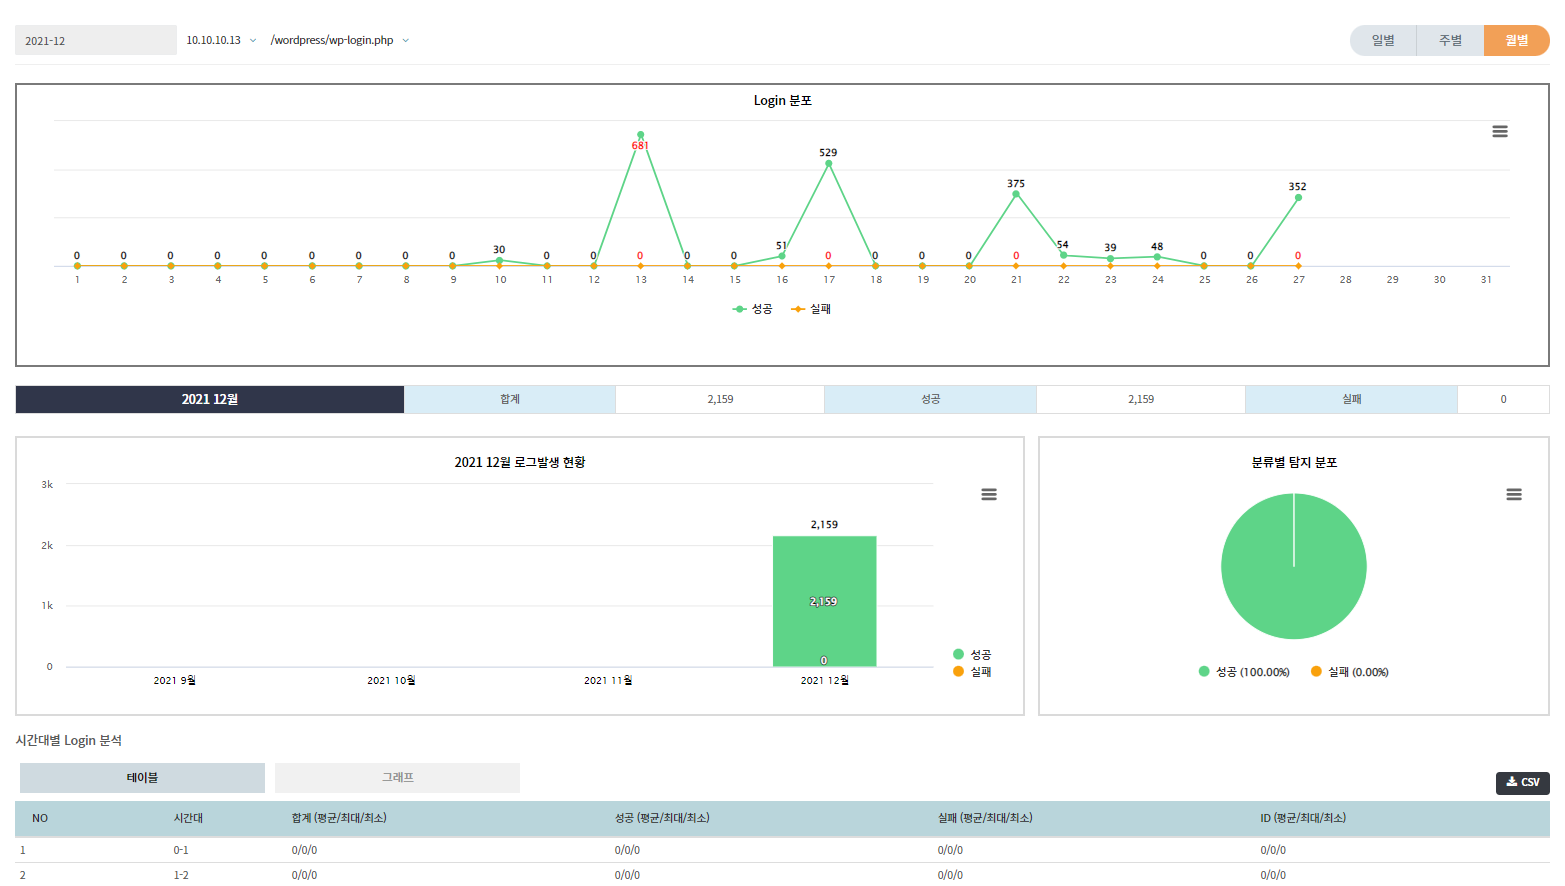 2021-12 10.10.10.13 /wordpress/wp-login.php 일별 주별 월별
Login 분포
681
529
375
352
30 51 54 39 48
0 0 0 0 0 0 0 0 0 0 0 0 0 0 0 0 0 0 0 0 0 0 0
1 2 3 4 5 6 7 8 9 10 11 12 13 14 15 16 17 18 19 20 21 22 23 24 25 26 27 28 29 30 31
성공 실패
2021 12월 합계 2,159 성공 2,159 실패 0
2021 12월 로그발생 현황
3k
2k
1k
0
2,159
2,159
0
2021 9월 2021 10월 2021 11월 2021 12월
성공
실패
분류별 탐지 분포
성공 (100.00%) 실패 (0.00%)
시간대별 Login 분석
테이블 그래프
CSV
NO 시간대 합계 (평균/최대/최소) 성공 (평균/최대/최소) 실패 (평균/최대/최소) ID (평균/최대/최소)
1 0-1 0/0/0 0/0/0 0/0/0 0/0/0
2 1-2 0/0/0 0/0/0 0/0/0 0/0/0